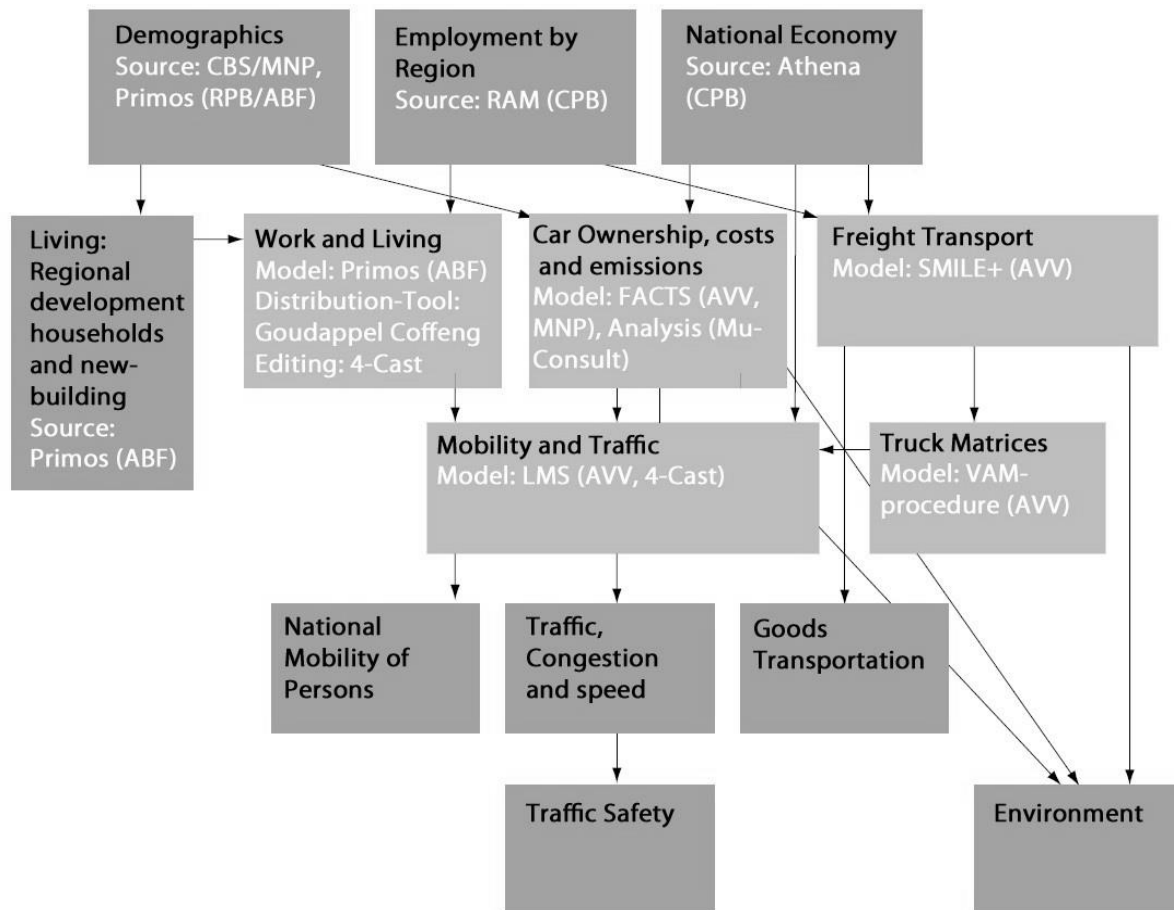 Demographics
Source: CBS/MNP,
Primos (RPB/ABF)
Employment by
Region
Source: RAM (CPB)
National Economy
Source: Athena
(CPB)
Living:
Regional
development
households
and new-
building
Source:
Primos (ABF)
Work and Living
Model: Primos (ABF)
Distribution-Tool:
Goudappel Coffeng
Editing: 4-Cast
Car Ownership, costs
and emissions
Model: FACTS (AVV,
MNP), Analysis (Mu-
Consult)
Freight Transport
Model: SMILE+ (AVV)
Mobility and Traffic
Model: LMS (AVV, 4-Cast)
Truck Matrices
Model: VAM-
procedure (AVV)
National
Mobility of
Persons
Traffic,
Congestion
and speed
Goods
Transportation
Traffic Safety
Environment